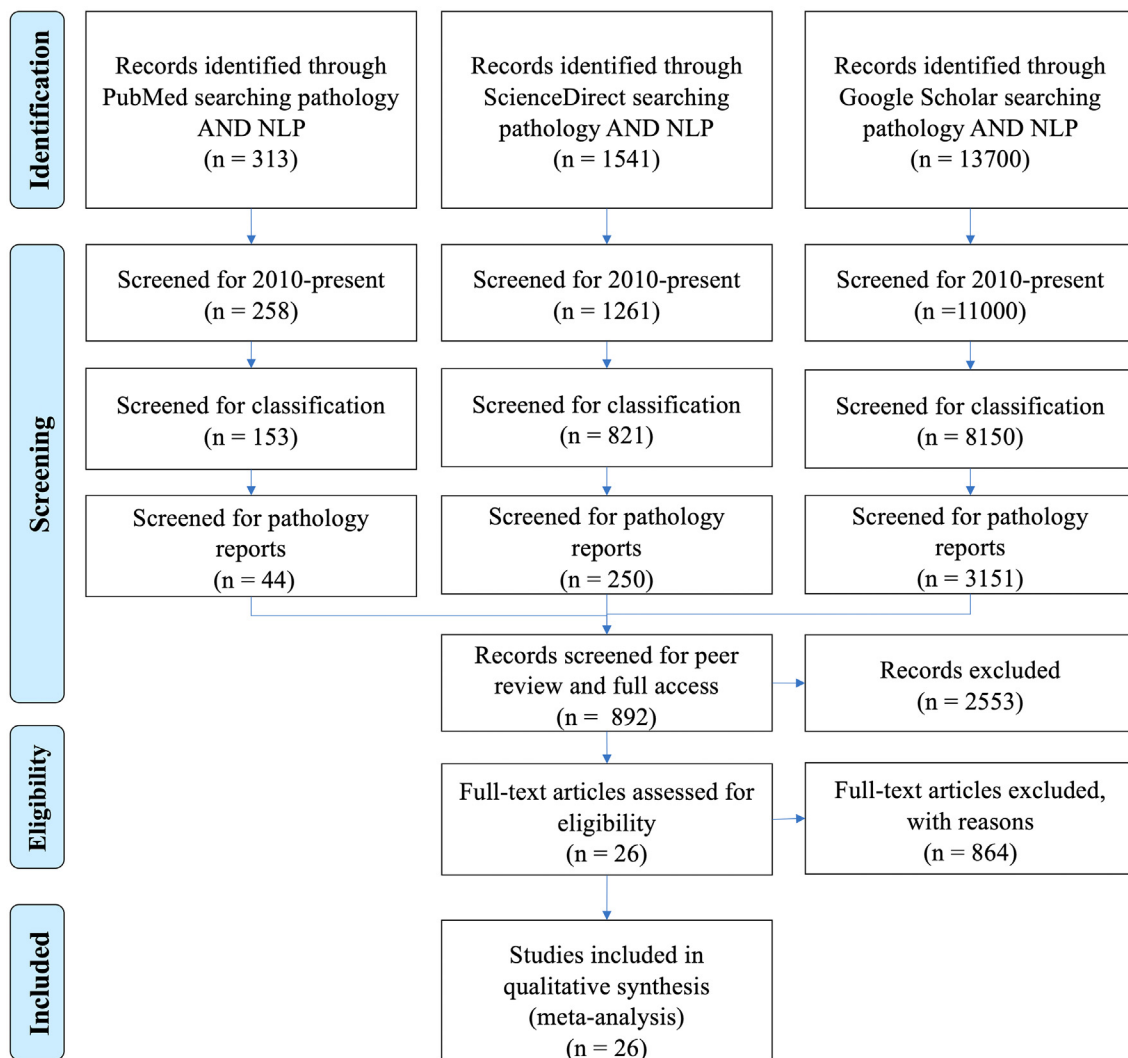 Identification
Records identified through
PubMed searching pathology
AND NLP
(n = 313)
Records identified through
ScienceDirect searching
pathology AND NLP
(n = 1541)
Records identified through
Google Scholar searching
pathology AND NLP
(n = 13700)
Screening
Screened for 2010-present
(n = 258)
Screened for 2010-present
(n = 1261)
Screened for 2010-present
(n =11000)
Screened for classification
(n = 153)
Screened for classification
(n = 821)
Screened for classification
(n = 8150)
Screened for pathology
reports
(n = 44)
Screened for pathology
reports
(n = 250)
Screened for pathology
reports
(n = 3151)
Records screened for peer
review and full access
(n =  892)
Records excluded
(n = 2553)
Eligibility
Full-text articles assessed for
eligibility
(n = 26)
Full-text articles excluded,
with reasons
(n = 864)
Included
Studies included in
qualitative synthesis
(meta-analysis)
(n = 26)